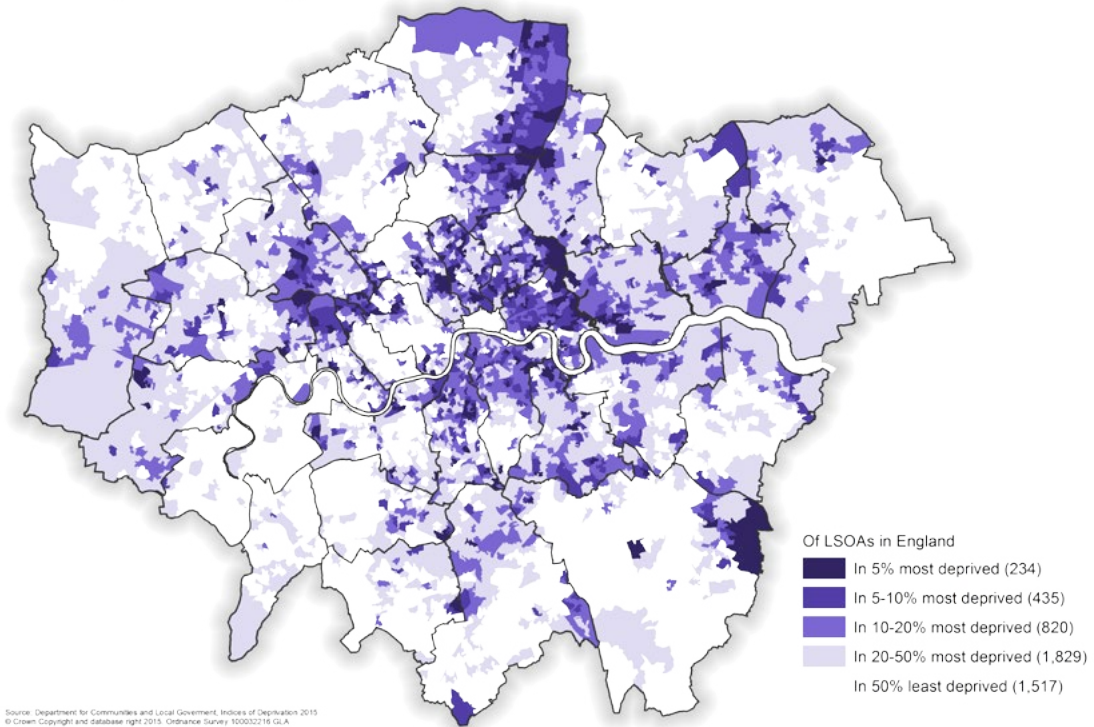 Of LSOAs in England
In 5% most deprived (234)
In 5-10% most deprived (435)
In 10-20% most deprived (820)
In 20-50% most deprived (1,829)
In 50% least deprived (1,517)
Source: Department for Communities and Local Goverment, Indices of Deprivation 2015
© Crown Copyright and database right 2015. Ordnance Survey 100032216 GLA